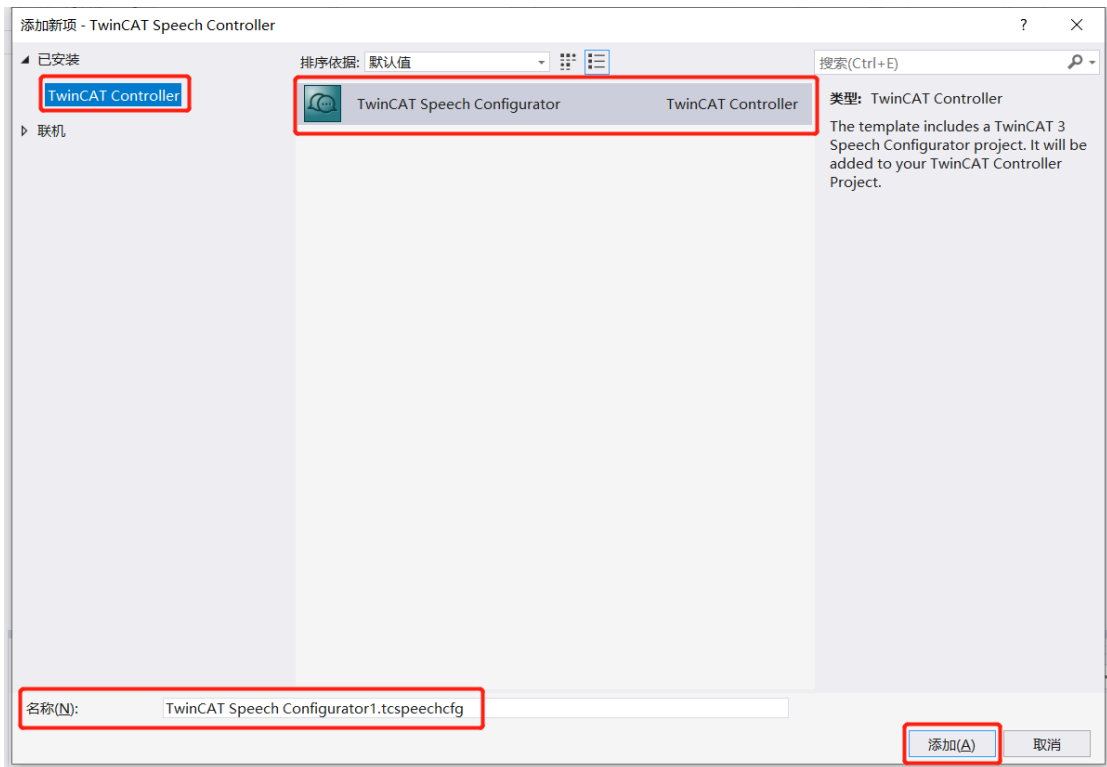 添加新项 - TwinCAT Speech Controller
?
已安装
TwinCAT Controller
联机
排序依据: 默认值
TwinCAT Speech Configurator TwinCAT Controller
搜索(Ctrl+E)
类型: TwinCAT Controller
The template includes a TwinCAT 3
Speech Configurator project. It will be
added to your TwinCAT Controller
Project.
名称(N): TwinCAT Speech Configurator1.tcspeechcfg
添加(A) 取消